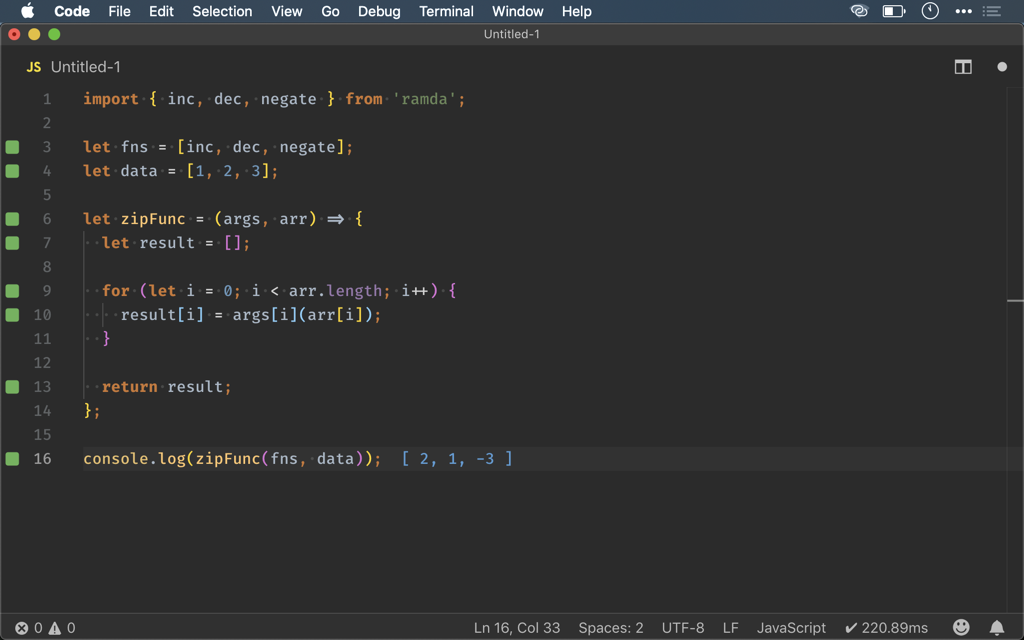 Code File Edit Selection View Go Debug Terminal Window Help
Untitled-1
JS Untitled-1
1 import { inc, dec, negate } from 'ramda';
2
3 let fns = [inc, dec, negate];
4 let data = [1, 2, 3];
5
6 let zipFunc = (args, arr) => {
7 let result = [];
8
9 for (let i = 0; i < arr.length; i++) {
10 result[i] = args[i](arr[i]);
11 }
12
13 return result;
14 };
15
16 console.log(zipFunc(fns, data)); [ 2, 1, -3 ]
0 0 Ln 16, Col 33 Spaces: 2 UTF-8 LF JavaScript ✔ 220.89ms